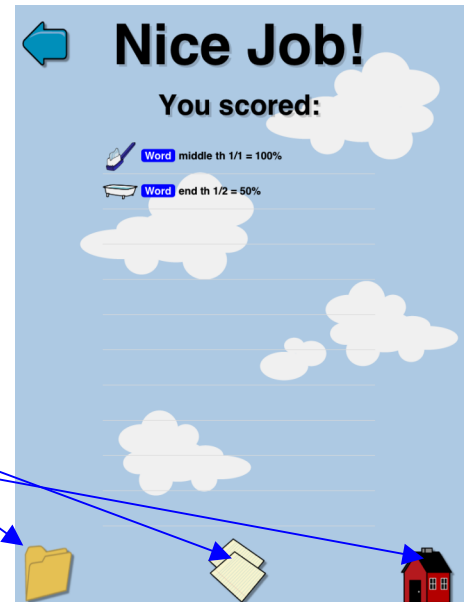 Nice Job!
You scored:
Word middle th 1/1 = 100%
Word end th 1/2 = 50%